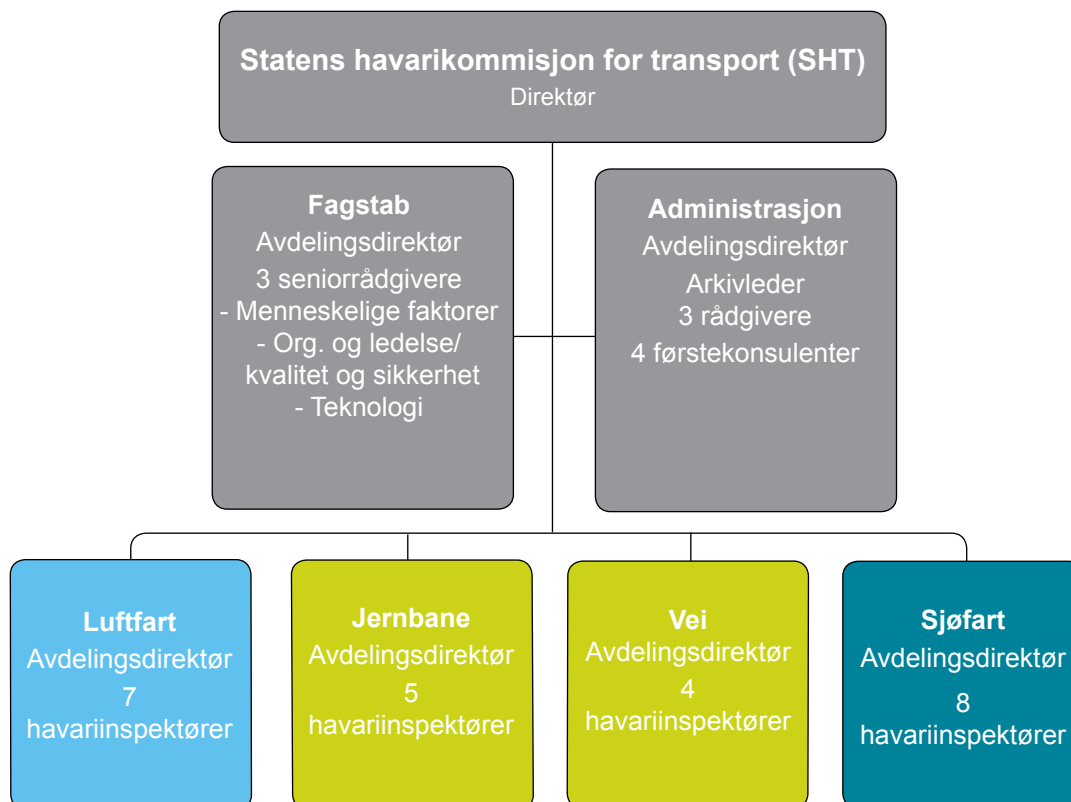 Statens havarikommisjon for transport (SHT)
Direktør
Fagstab
Avdelingsdirektør
3 seniorrådgivere
- Menneskelige faktorer
- Org. og ledelse/
kvalitet og sikkerhet
- Teknologi
Administrasjon
Avdelingsdirektør
Arkivleder
3 rådgivere
4 førstekonsulenter
Luftfart
Avdelingsdirektør
7
havariinspektører
Jernbane
Avdelingsdirektør
5
havariinspektører
Vei
Avdelingsdirektør
4
havariinspektører
Sjøfart
Avdelingsdirektør
8
havariinspektører